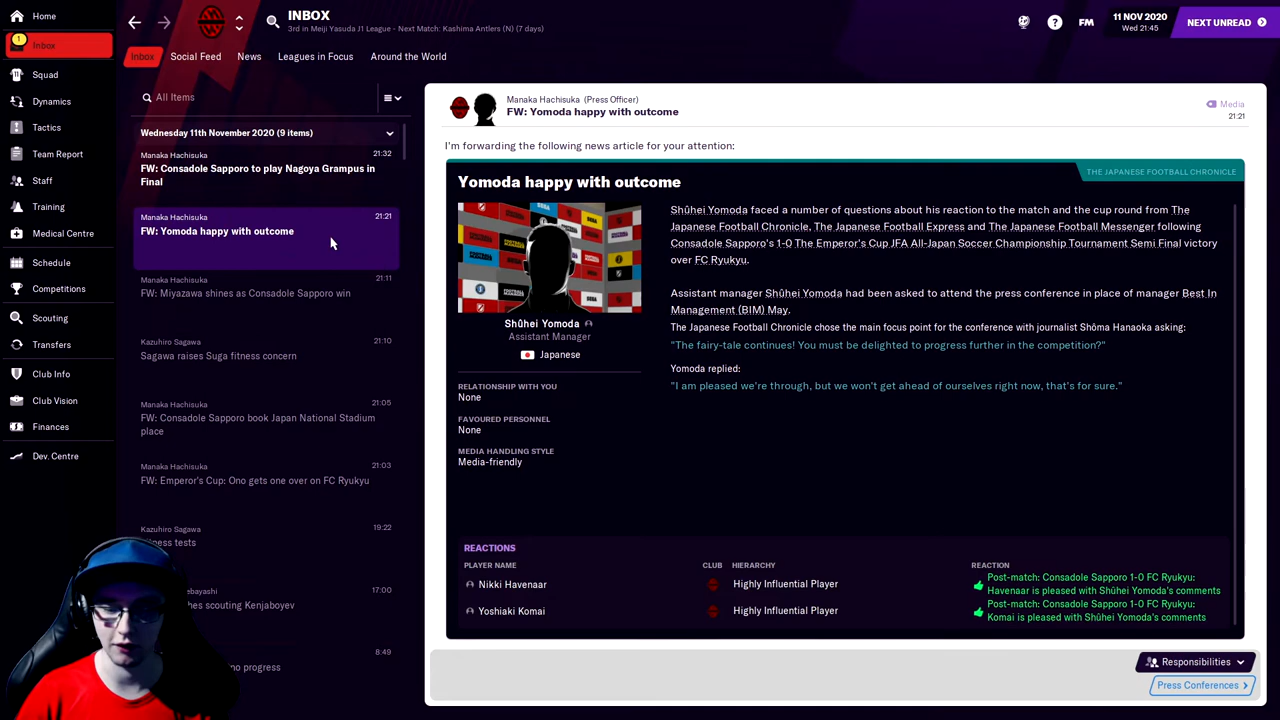 Home
INBOX
3rd in Meiji Yasuda J1 League - Next Match: Kashima Antlers (N) (7 days)
?
FM
11 NOV 2020
Wed 21:45
NEXT UNREAD
1
Inbox
Inbox
Social Feed
News
Leagues in Focus
Around the World
Squad
Dynamics
Tactics
Team Report
Staff
Training
Medical Centre
Schedule
Competitions
Scouting
Transfers
Club Info
Club Vision
Finances
Dev. Centre
All Items
Wednesday 11th November 2020 (9 items)
Manaka Hachisuka 21:32
FW: Consadole Sapporo to play Nagoya Grampus in
Final
Manaka Hachisuka 21:21
FW: Yomoda happy with outcome
Manaka Hachisuka 21:11
FW: Miyazawa shines as Consadole Sapporo win
Kazuhiro Sagawa 21:10
Sagawa raises Suga fitness concern
Manaka Hachisuka 21:05
FW: Consadole Sapporo book Japan National Stadium
place
Manaka Hachisuka 21:03
FW: Emperor's Cup: Ono gets one over on FC Ryukyu
Kazuhiro Sagawa 19:22
tests
17:00
scouting Kenjaboyev
8:49
no progress
Manaka Hachisuka (Press Officer)
FW: Yomoda happy with outcome
Media
21:21
I'm forwarding the following news article for your attention:
THE JAPANESE FOOTBALL CHRONICLE
Yomoda happy with outcome
Shûhei Yomoda
Assistant Manager
Japanese
RELATIONSHIP WITH YOU
None
FAVOURED PERSONNEL
None
MEDIA HANDLING STYLE
Media-friendly
Shûhei Yomoda faced a number of questions about his reaction to the match and the cup round from The
Japanese Football Chronicle, The Japanese Football Express and The Japanese Football Messenger following
Consadole Sapporo's 1-0 The Emperor's Cup JFA All-Japan Soccer Championship Tournament Semi Final victory
over FC Ryukyu.
Assistant manager Shûhei Yomoda had been asked to attend the press conference in place of manager Best In
Management (BIM) May.
The Japanese Football Chronicle chose the main focus point for the conference with journalist Shôma Hanaoka asking:
"The fairy-tale continues! You must be delighted to progress further in the competition?"
Yomoda replied:
"I am pleased we're through, but we won't get ahead of ourselves right now, that's for sure."
REACTIONS
PLAYER NAME CLUB HIERARCHY REACTION
Nikki Havenaar Highly Influential Player Post-match: Consadole Sapporo 1-0 FC Ryukyu:
Havenaar is pleased with Shûhei Yomoda's comments
Yoshiaki Komai Highly Influential Player Post-match: Consadole Sapporo 1-0 FC Ryukyu:
Komai is pleased with Shûhei Yomoda's comments
Responsibilities
Press Conferences